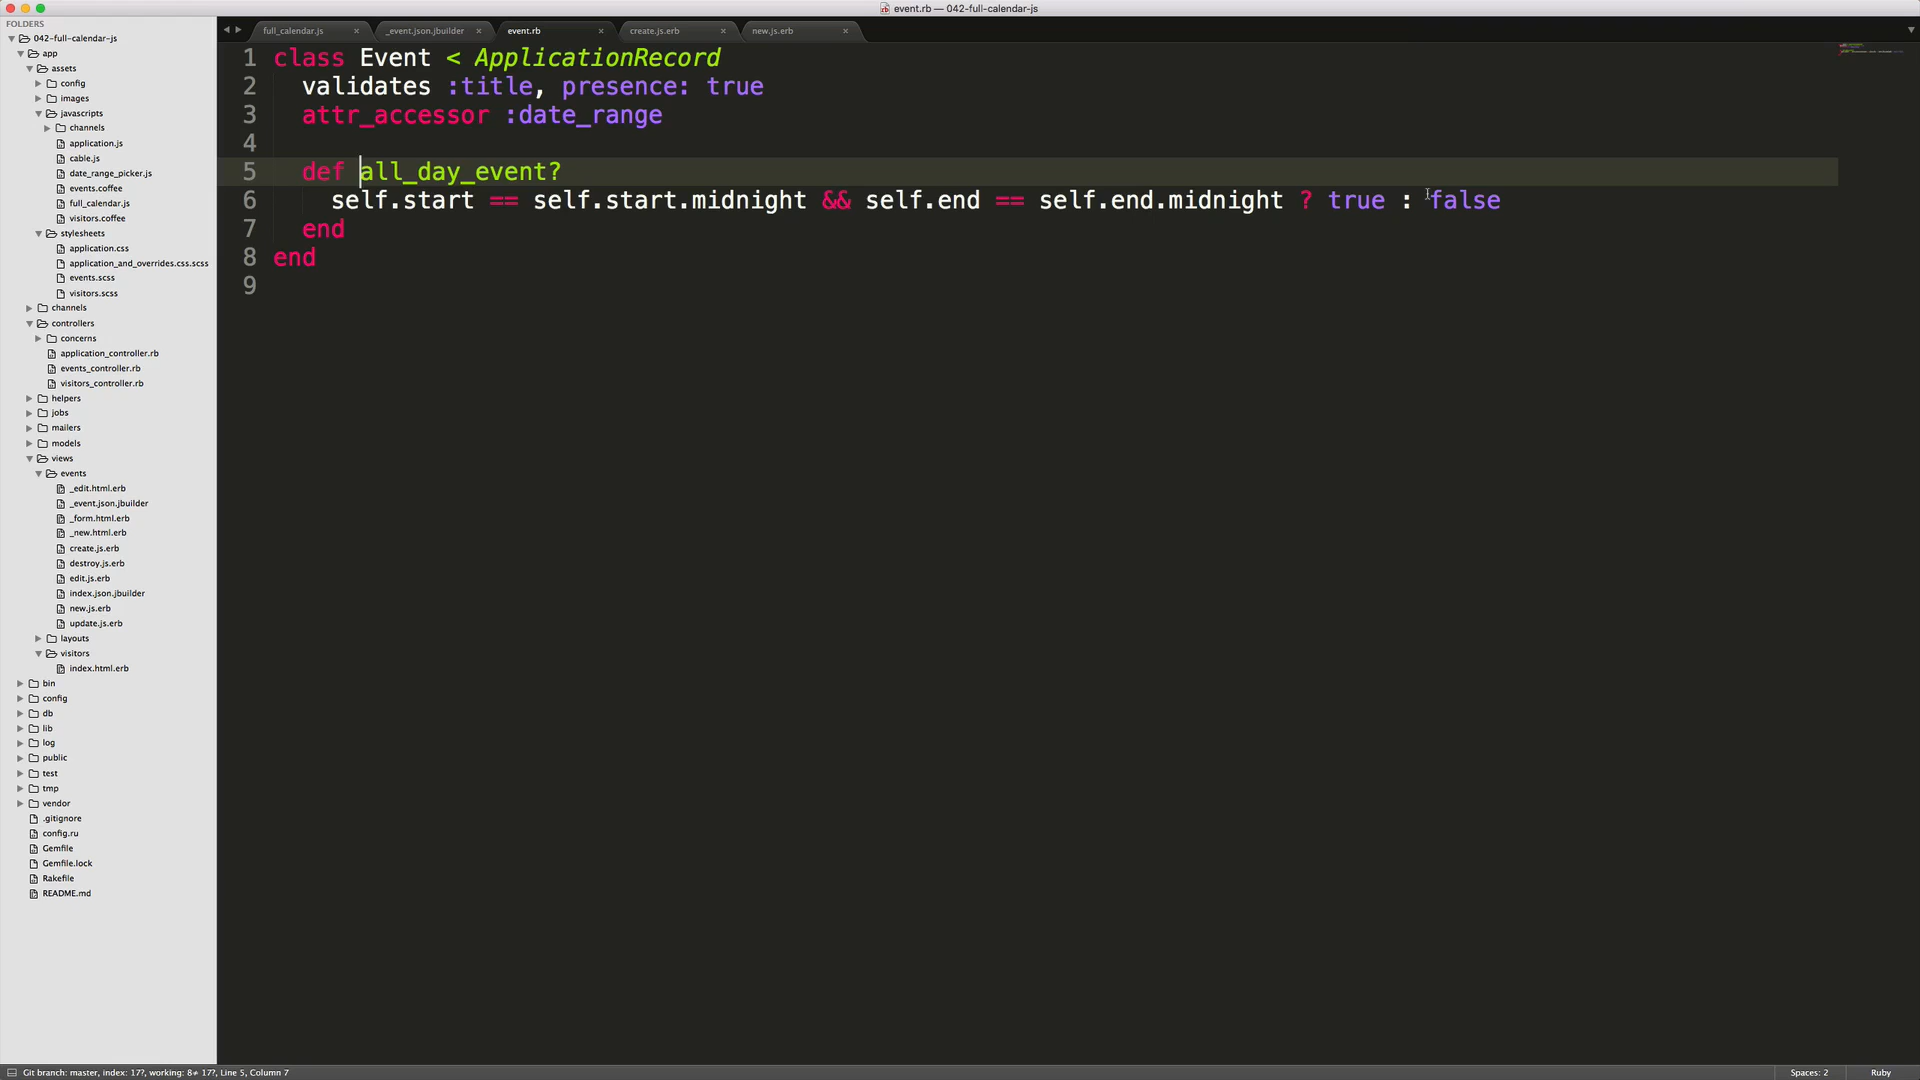 event.rb — 042-full-calendar-js
FOLDERS
042-full-calendar-js
app
assets
config
images
javascripts
channels
application.js
cable.js
date_range_picker.js
events.coffee
full_calendar.js
visitors.coffee
stylesheets
application.css
application_and_overrides.css.scss
events.scss
visitors.scss
channels
controllers
concerns
application_controller.rb
events_controller.rb
visitors_controller.rb
helpers
jobs
mailers
models
views
events
_edit.html.erb
_event.json.jbuilder
_form.html.erb
_new.html.erb
create.js.erb
destroy.js.erb
edit.js.erb
index.json.jbuilder
new.js.erb
update.js.erb
layouts
visitors
index.html.erb
bin
config
db
lib
log
public
test
tmp
vendor
.gitignore
config.ru
Gemfile
Gemfile.lock
Rakefile
README.md
full_calendar.js × _event.json.jbuilder × event.rb × create.js.erb × new.js.erb ×
1 class Event < ApplicationRecord
2 validates :title, presence: true
3 attr_accessor :date_range
4
5 def all_day_event?
6 self.start == self.start.midnight && self.end == self.end.midnight ? true : false
7 end
8 end
9
Git branch: master, index: 17?, working: 8≠ 17?, Line 5, Column 7 Spaces: 2 Ruby